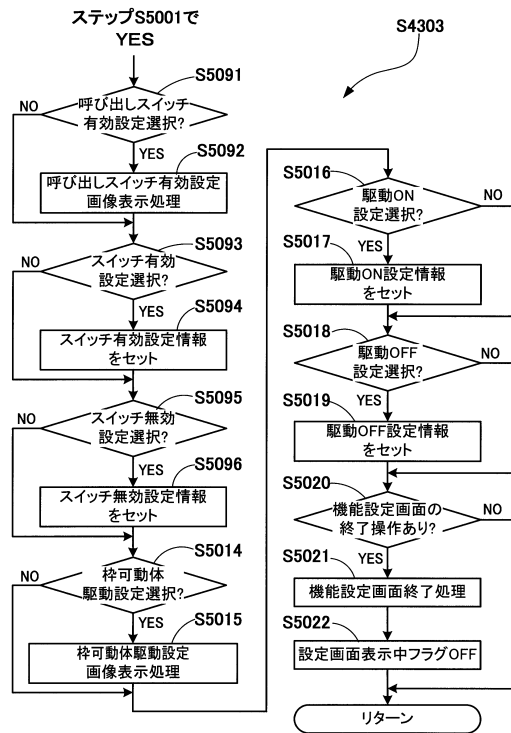 ステップS5001で
YES
S4303
S5091
呼び出しスイッチ
有効設定選択?
NO
YES
S5092
呼び出しスイッチ有効設定
画像表示処理
S5093
スイッチ有効
設定選択?
NO
YES
S5094
スイッチ有効設定情報
をセット
S5095
スイッチ無効
設定選択?
NO
YES
S5096
スイッチ無効設定情報
をセット
S5014
枠可動体
駆動設定選択?
NO
YES
S5015
枠可動体駆動設定
画像表示処理
S5016
駆動ON
設定選択?
NO
YES
S5017
駆動ON設定情報
をセット
S5018
駆動OFF
設定選択?
NO
YES
S5019
駆動OFF設定情報
をセット
S5020
機能設定画面の
終了操作あり?
NO
YES
S5021
機能設定画面終了処理
S5022
設定画面表示中フラグOFF
リターン